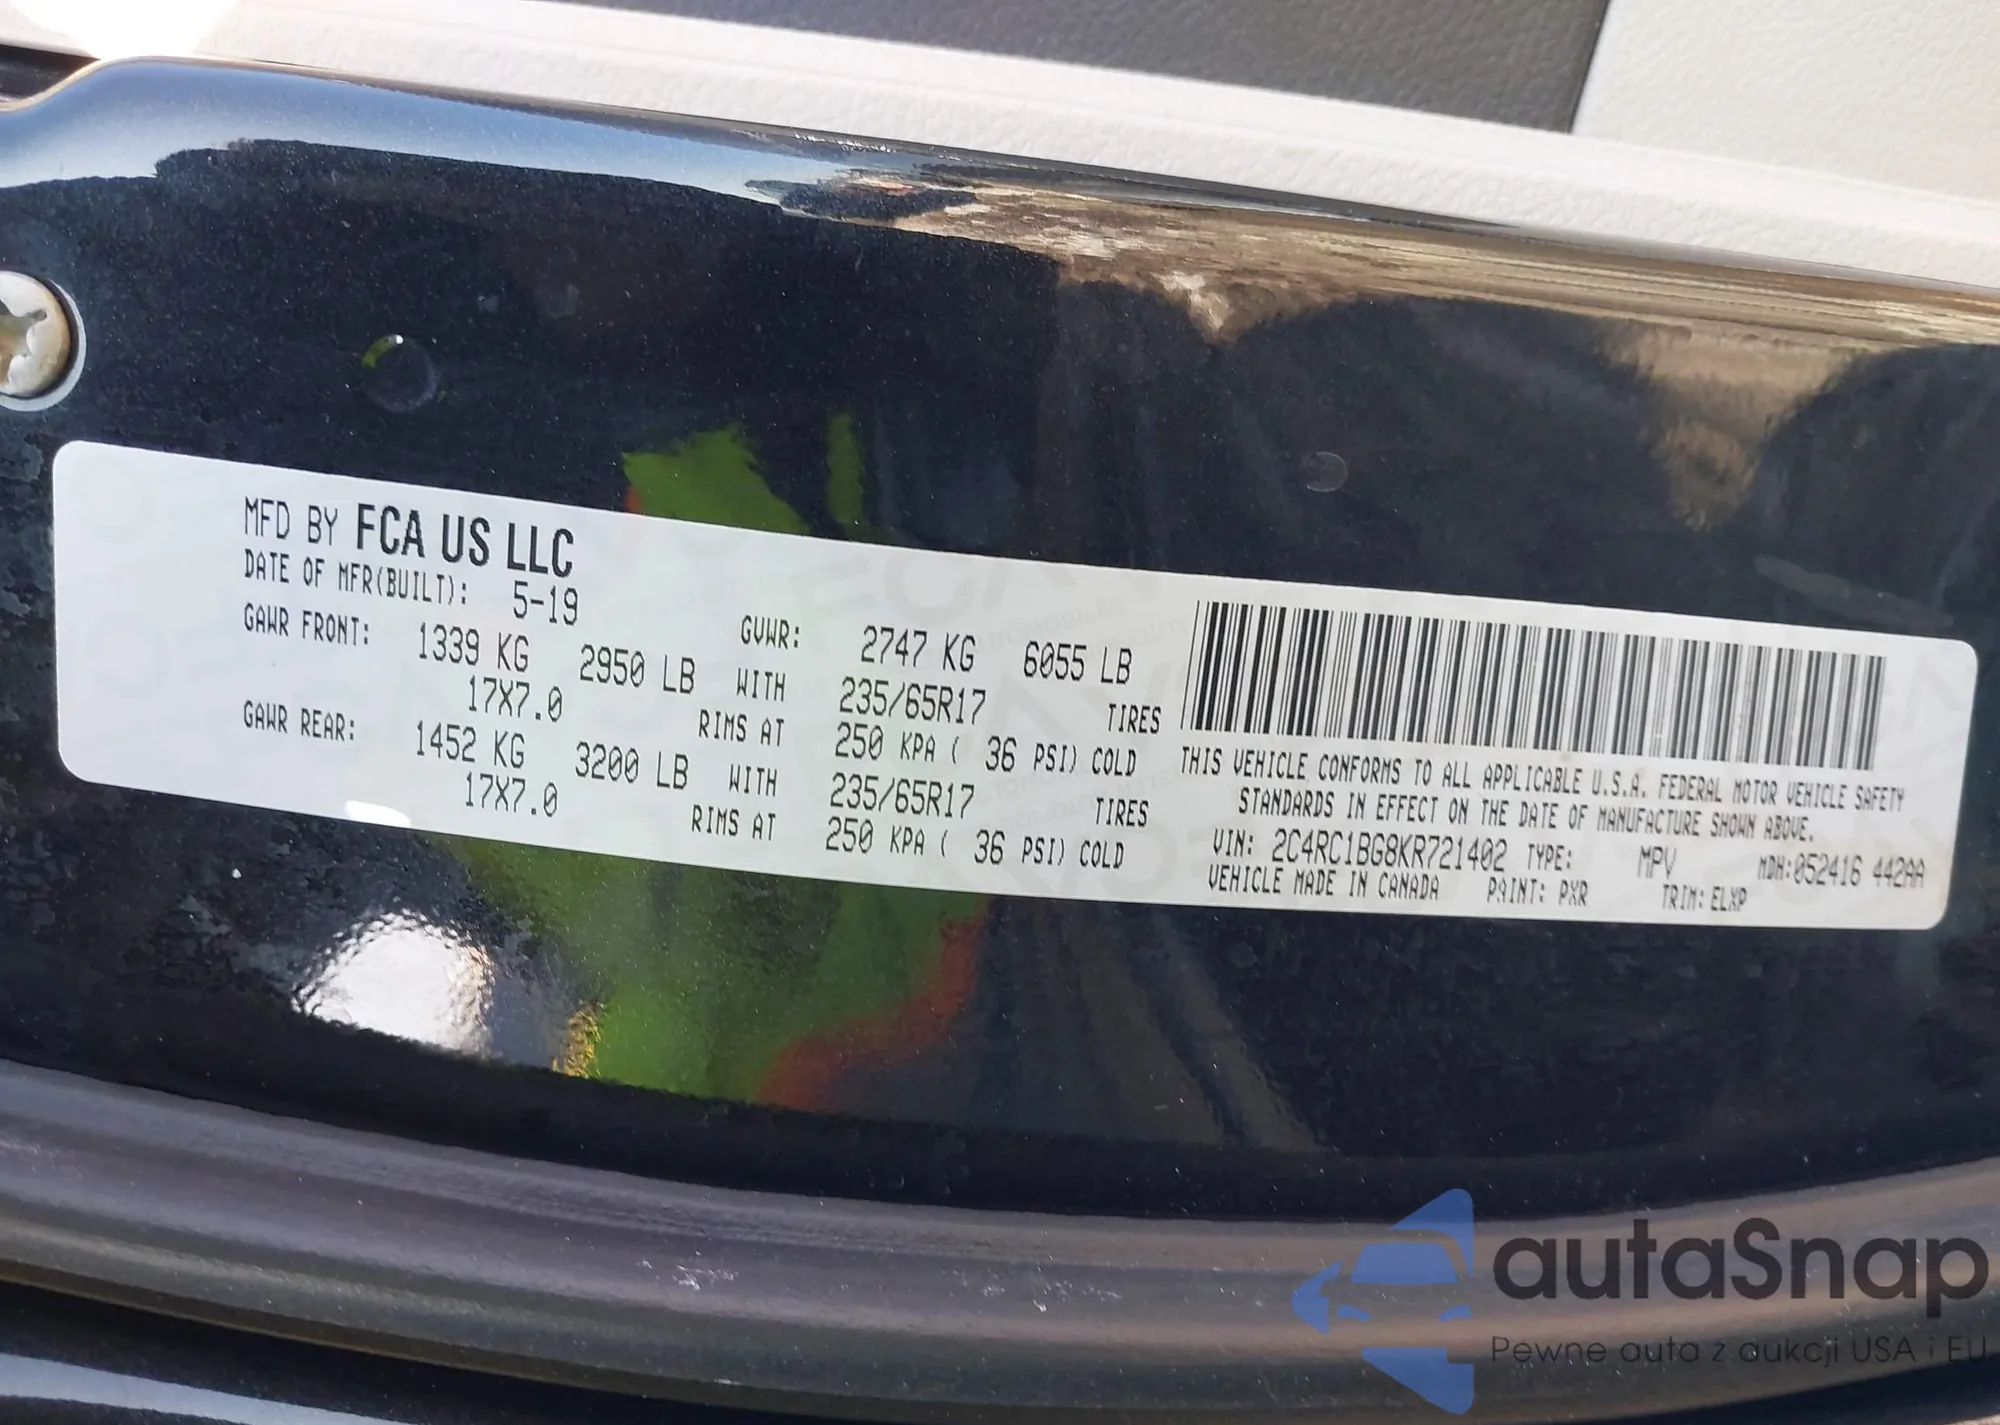 MFD BY FCA US LLC
DATE OF MFR(BUILT): 5-19
GVWR: 2747 KG 6055 LB
GAWR FRONT: 1339 KG 2950 LB WITH 235/65R17 TIRES
17X7.0 RIMS AT 250 KPA ( 36 PSI) COLD
GAWR REAR: 1452 KG 3200 LB WITH 235/65R17 TIRES
17X7.0 RIMS AT 250 KPA ( 36 PSI) COLD
THIS VEHICLE CONFORMS TO ALL APPLICABLE U.S.A. FEDERAL MOTOR VEHICLE SAFETY
STANDARDS IN EFFECT ON THE DATE OF MANUFACTURE SHOWN ABOVE.
VIN: 2C4RC1BG8KR721402 TYPE: MPV MDH:052416 442AA
VEHICLE MADE IN CANADA PAINT: PXR TRIM: ELXP
autaSnap
Pewne auta z aukcji USA i EU